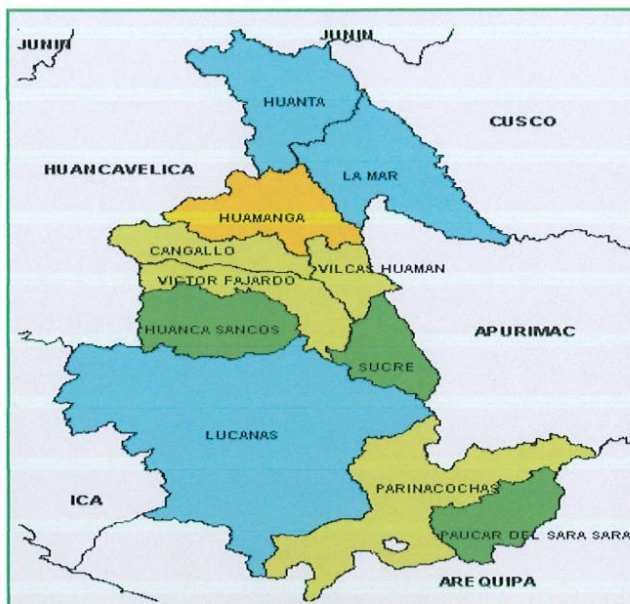 JUNIN
JUNIN
HUANTA
CUSCO
HUANCAVELICA
LA MAR
HUAMANGA
CANGALLO
VILCAS HUAMAN
VICTOR FAJARDO
HUANCA SANCOS
APURIMAC
SUCRE
LUCANAS
PARINACOCHAS
ICA
PAUCAR DEL SARA SARA
AREQUIPA